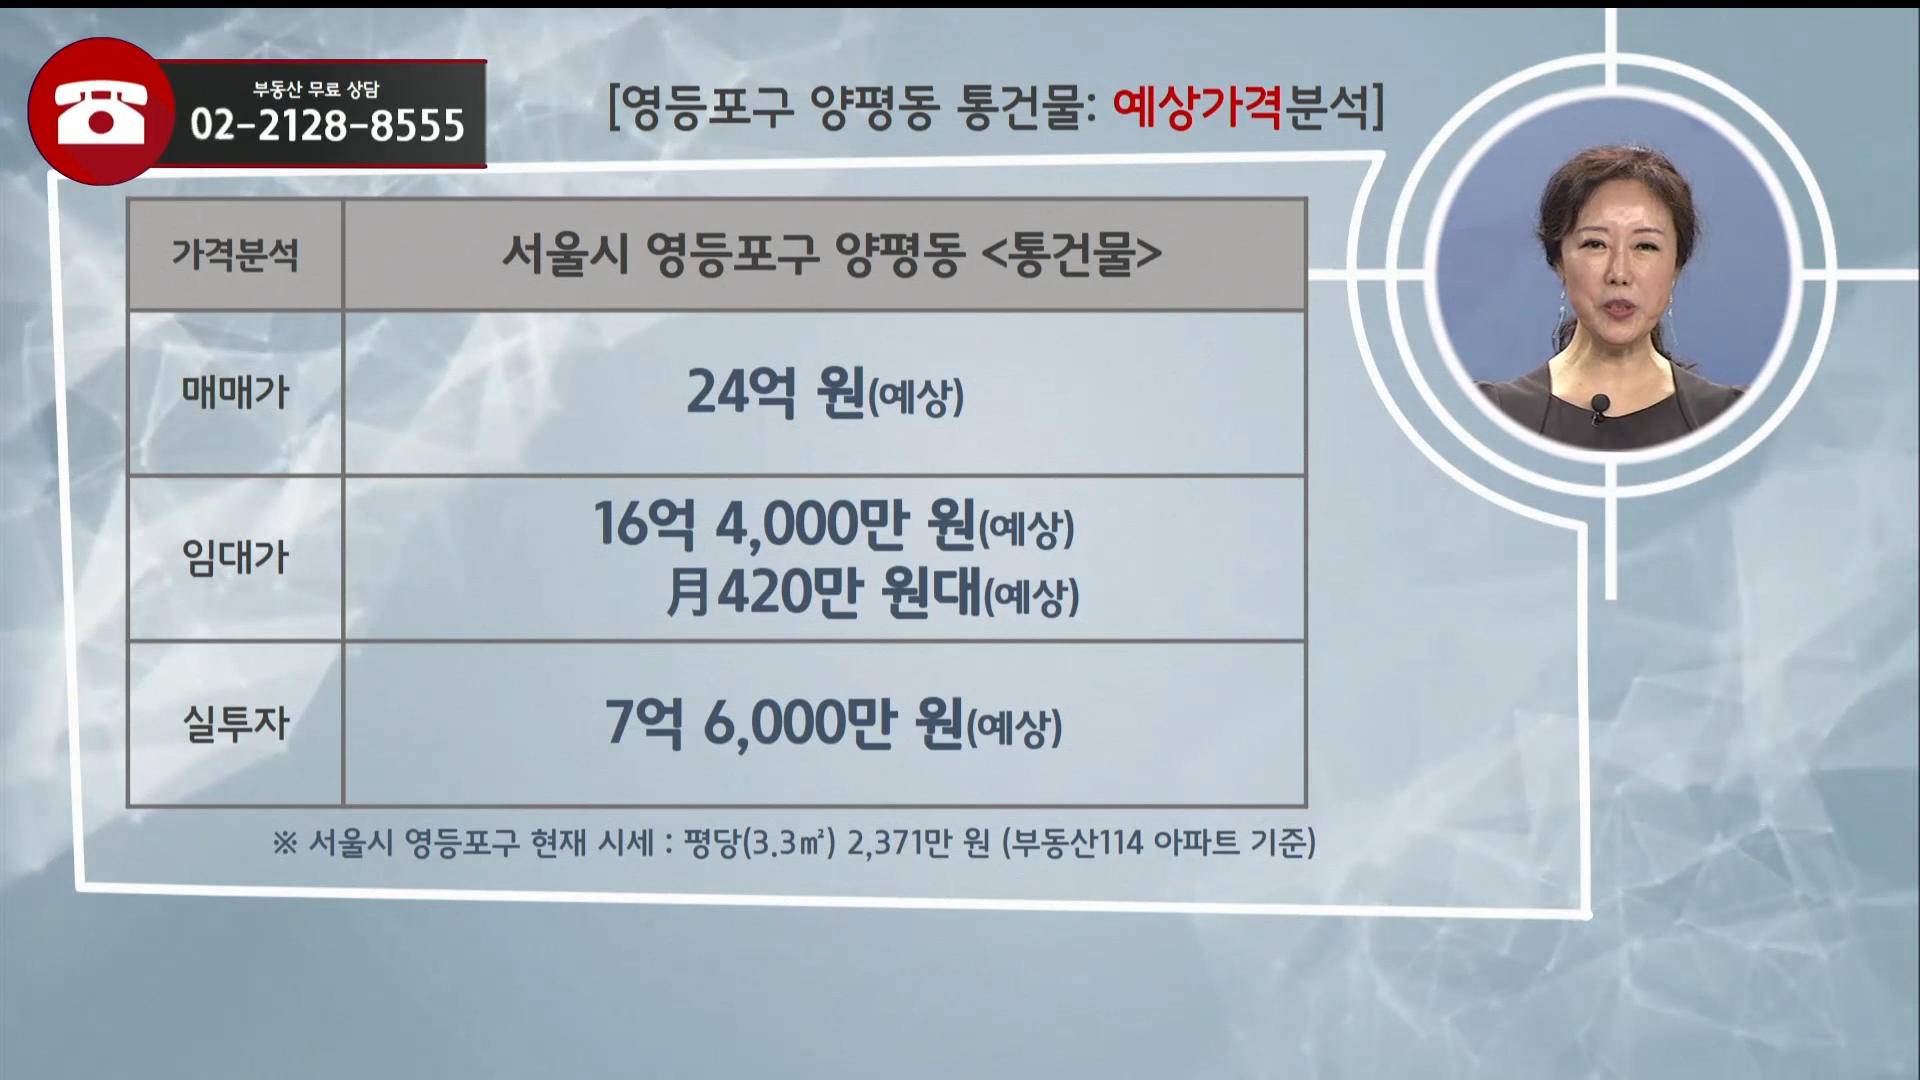 부동산 무료 상담
02-2128-8555
[영등포구 양평동 통건물: 예상가격분석]
가격분석
서울시 영등포구 양평동 <통건물>
매매가
24억 원(예상)
임대가
16억 4,000만 원(예상)
月420만 원대(예상)
실투자
7억 6,000만 원(예상)
※ 서울시 영등포구 현재 시세 : 평당(3.3㎡) 2,371만 원 (부동산114 아파트 기준)